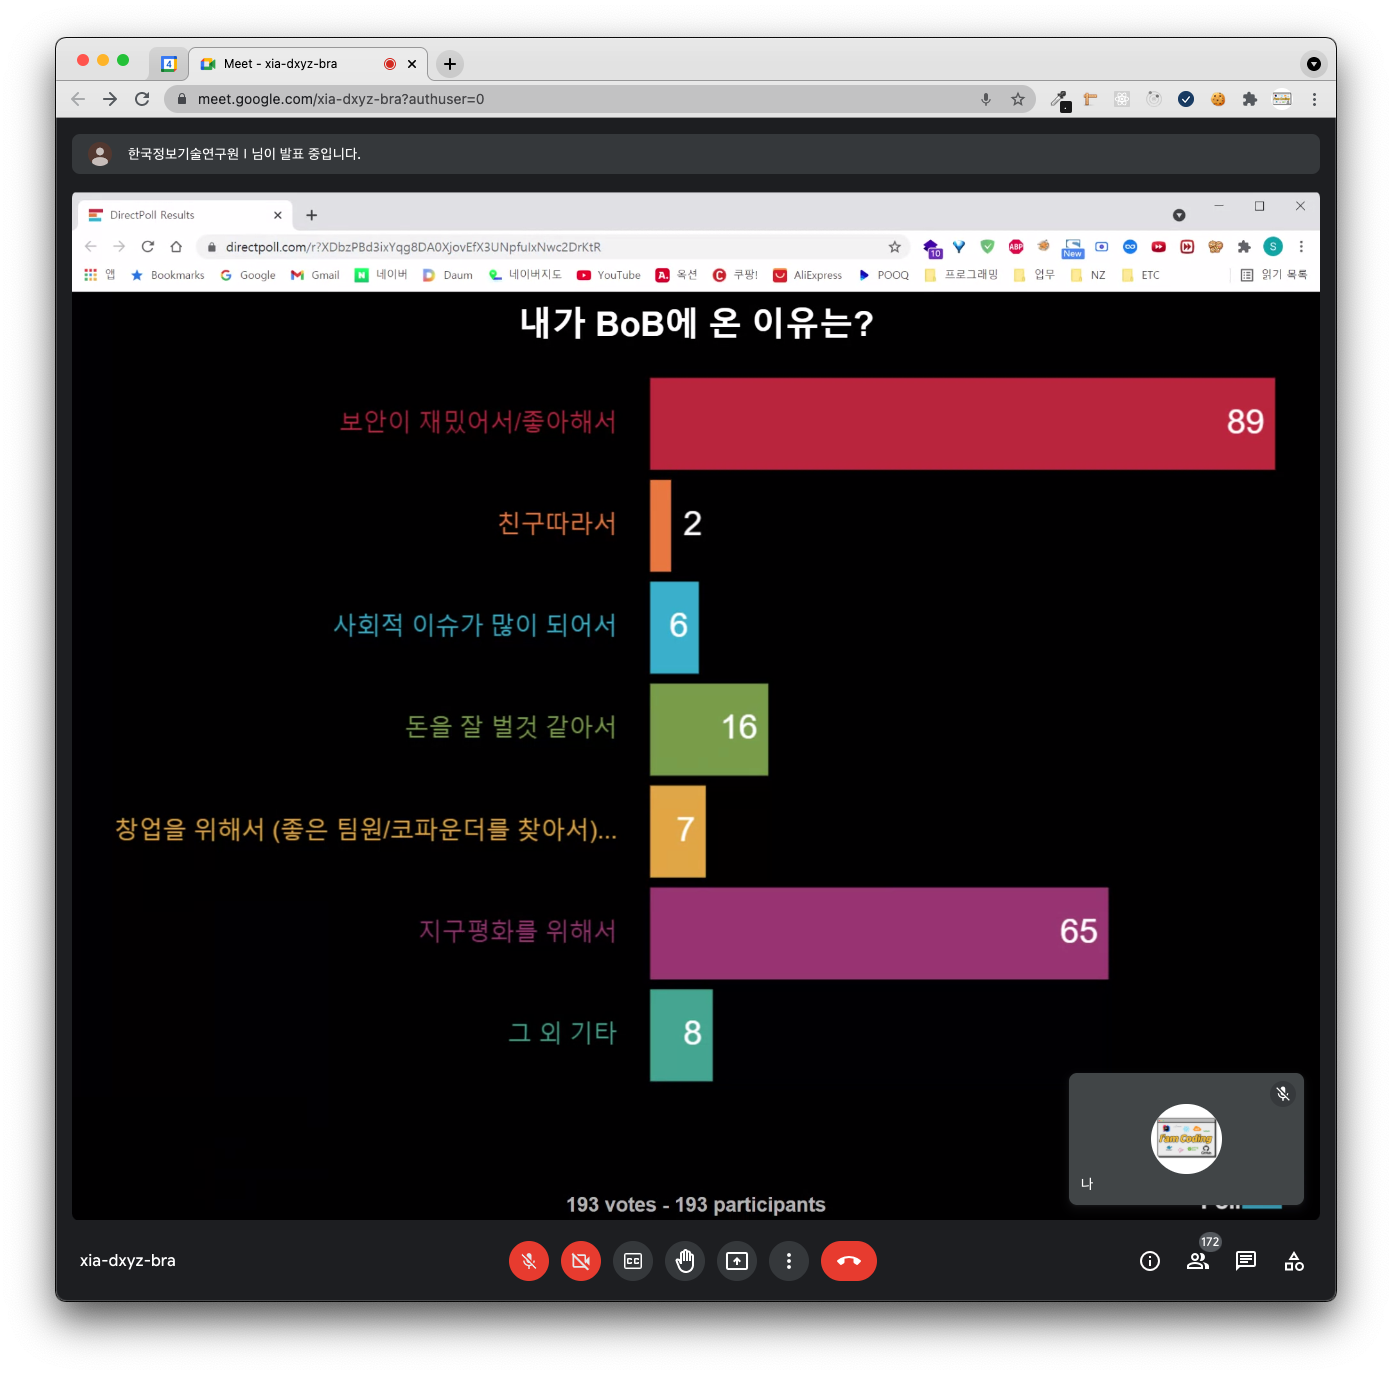 4
Meet - xia-dxyz-bra
meet.google.com/xia-dxyz-bra?authuser=0
한국정보기술연구원 I 님이 발표 중입니다.
DirectPoll Results
directpoll.com/r?XDbzPBd3ixYqg8DA0XjovEfX3UNpfuIxNwc2DrKtR
ABP
10
New
S
앱 Bookmarks Google Gmail 네이버 Daum 네이버지도 YouTube 옥션 쿠팡! AliExpress POOQ 프로그래밍 업무 NZ ETC 읽기 목록
내가 BoB에 온 이유는?
보안이 재밌어서/좋아해서 89
친구따라서 2
사회적 이슈가 많이 되어서 6
돈을 잘 벌것 같아서 16
창업을 위해서 (좋은 팀원/코파운더를 찾아서)... 7
지구평화를 위해서 65
그 외 기타 8
I'am Coding
나
193 votes - 193 participants
xia-dxyz-bra
CC
172